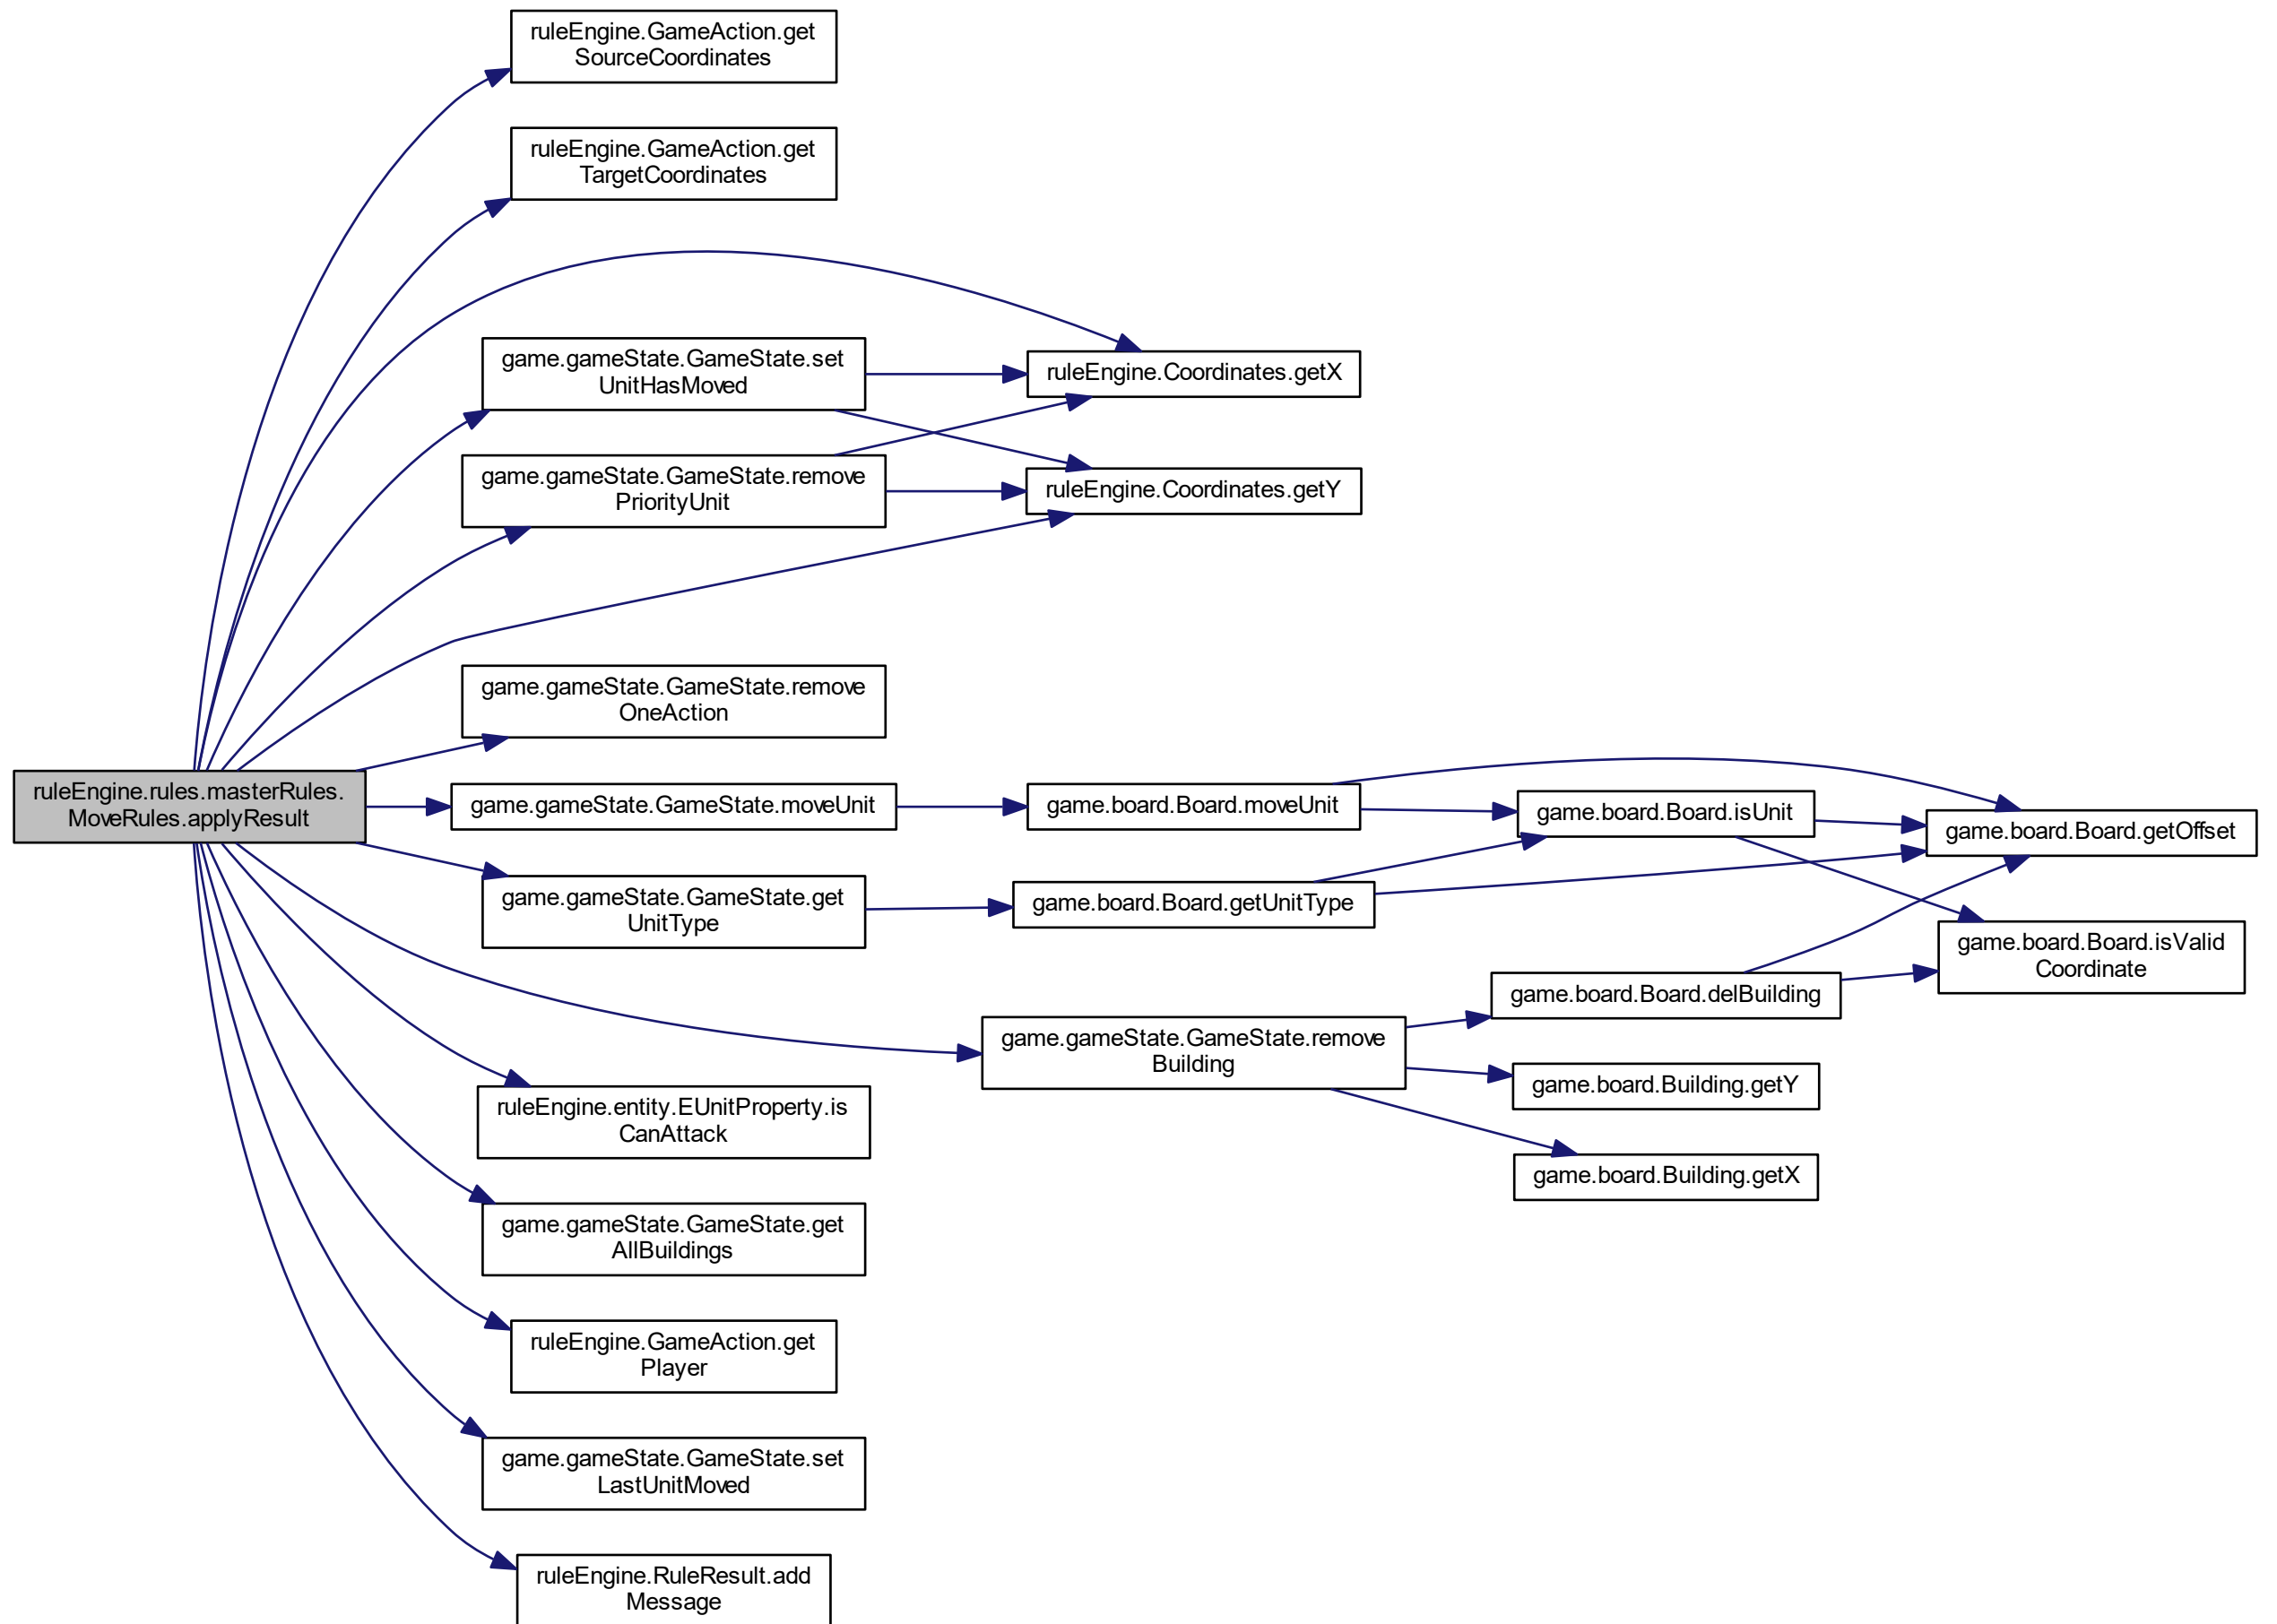 ruleEngine.GameAction.get
SourceCoordinates
ruleEngine.GameAction.get
TargetCoordinates
game.gameState.GameState.set
UnitHasMoved
ruleEngine.Coordinates.getX
game.gameState.GameState.remove
PriorityUnit
ruleEngine.Coordinates.getY
game.gameState.GameState.remove
OneAction
ruleEngine.rules.masterRules.
MoveRules.applyResult
game.gameState.GameState.moveUnit
game.board.Board.moveUnit
game.board.Board.isUnit
game.board.Board.getOffset
game.gameState.GameState.get
UnitType
game.board.Board.getUnitType
game.board.Board.isValid
Coordinate
game.board.Board.delBuilding
game.gameState.GameState.remove
Building
game.board.Building.getY
game.board.Building.getX
ruleEngine.entity.EUnitProperty.is
CanAttack
game.gameState.GameState.get
AllBuildings
ruleEngine.GameAction.get
Player
game.gameState.GameState.set
LastUnitMoved
ruleEngine.RuleResult.add
Message